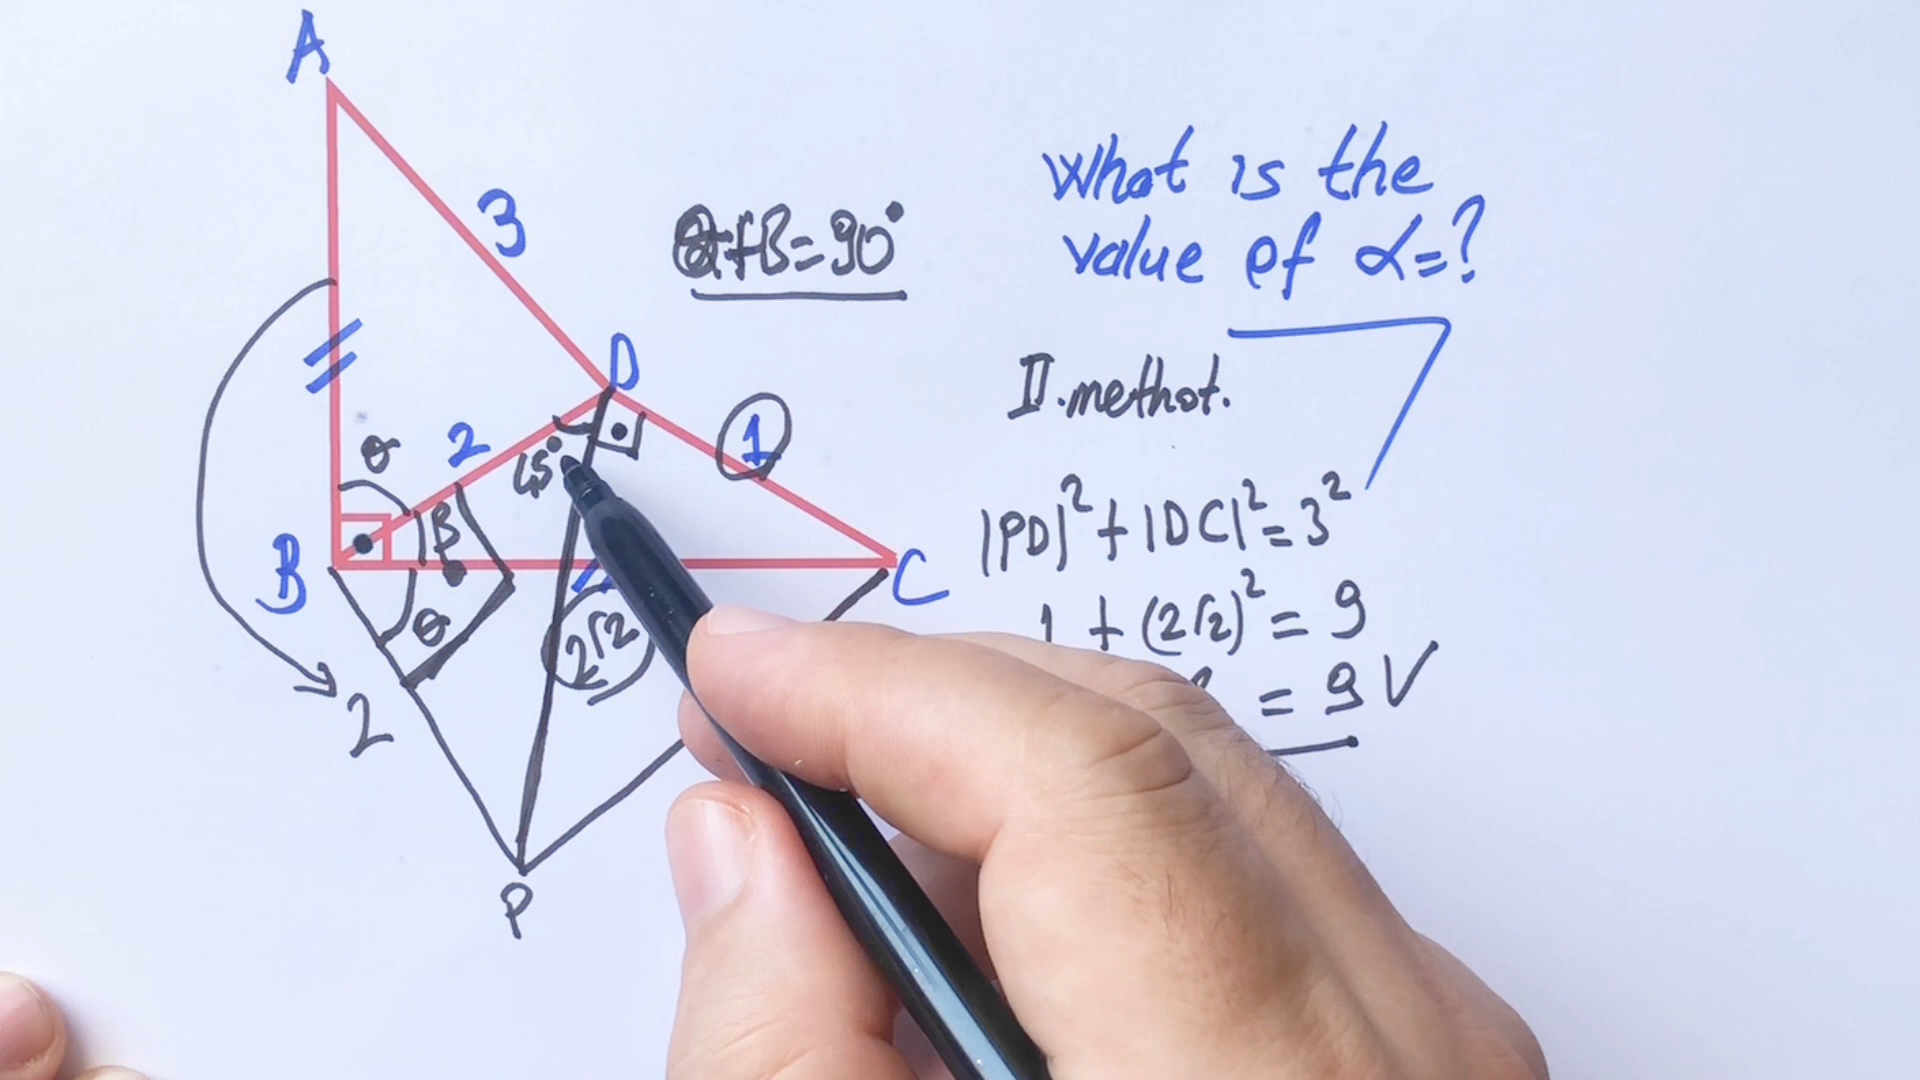 A
3
θ+β=90°
What is the
value of α=?
D
II.methot.
1
2
θ
45°
β
|PD|²+|DC|²=3²
B
C
θ
2√2
1+(2√2)²=9
=9√
2
P